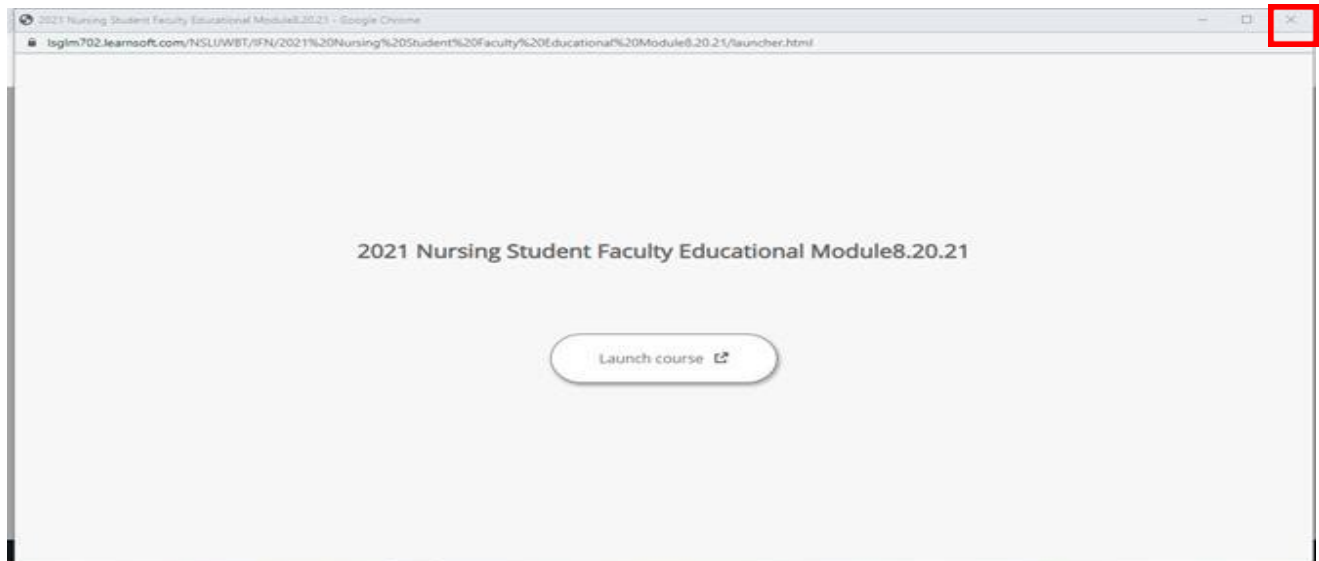 2021 Nursing Student Faculty Educational Module8.20.21 - Google Chrome
lsglm702.learnsoft.com/NSLIJWBT/IFN/2021%20Nursing%20Student%20Faculty%20Educational%20Module8.20.21/launcher.html
2021 Nursing Student Faculty Educational Module8.20.21
Launch course